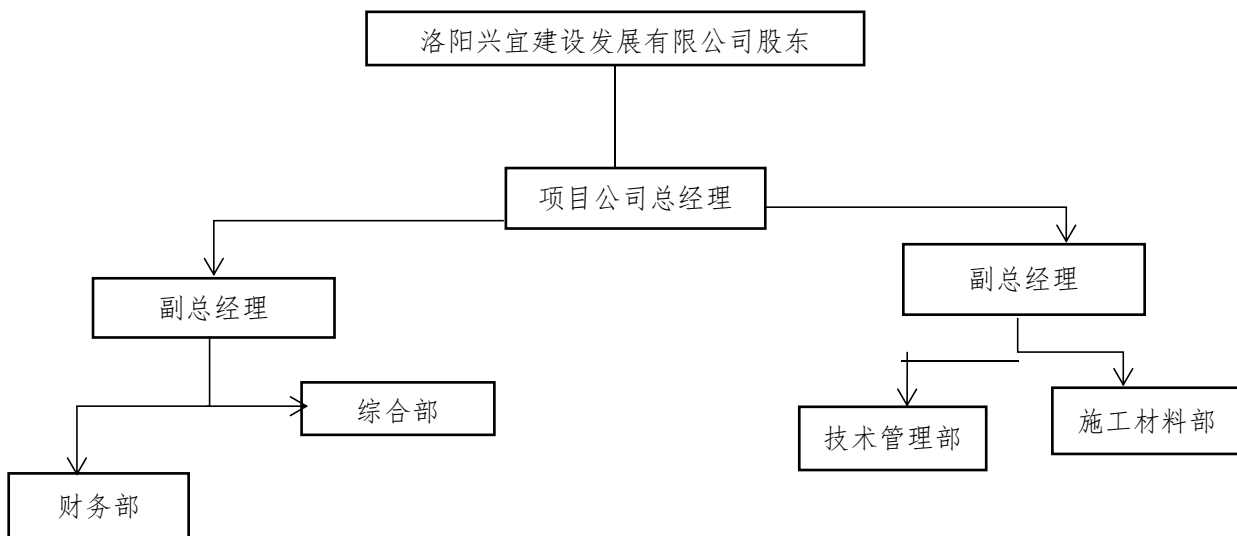 洛阳兴宜建设发展有限公司股东
项目公司总经理
副总经理
副总经理
综合部
技术管理部
施工材料部
财务部